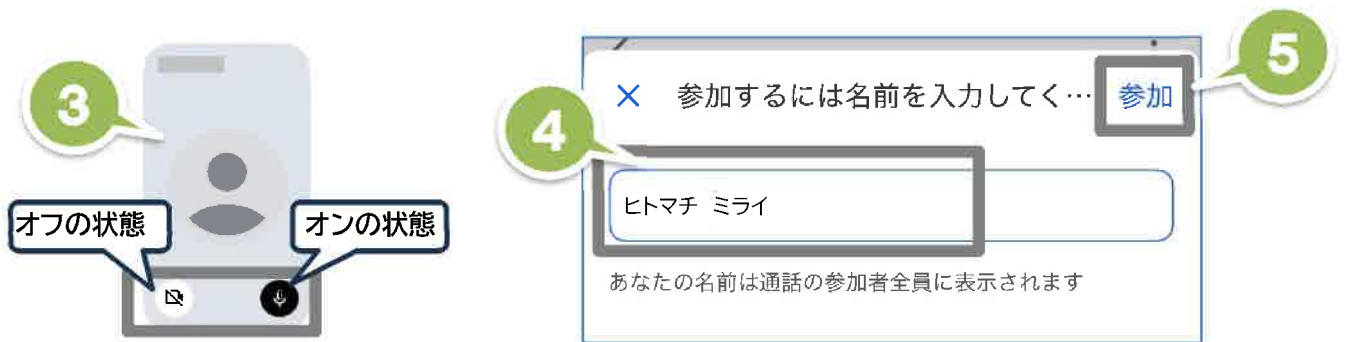 3
オフの状態
オンの状態
4
5
× 参加するには名前を入力してく… 参加
ヒトマチ ミライ
あなたの名前は通話の参加者全員に表示されます